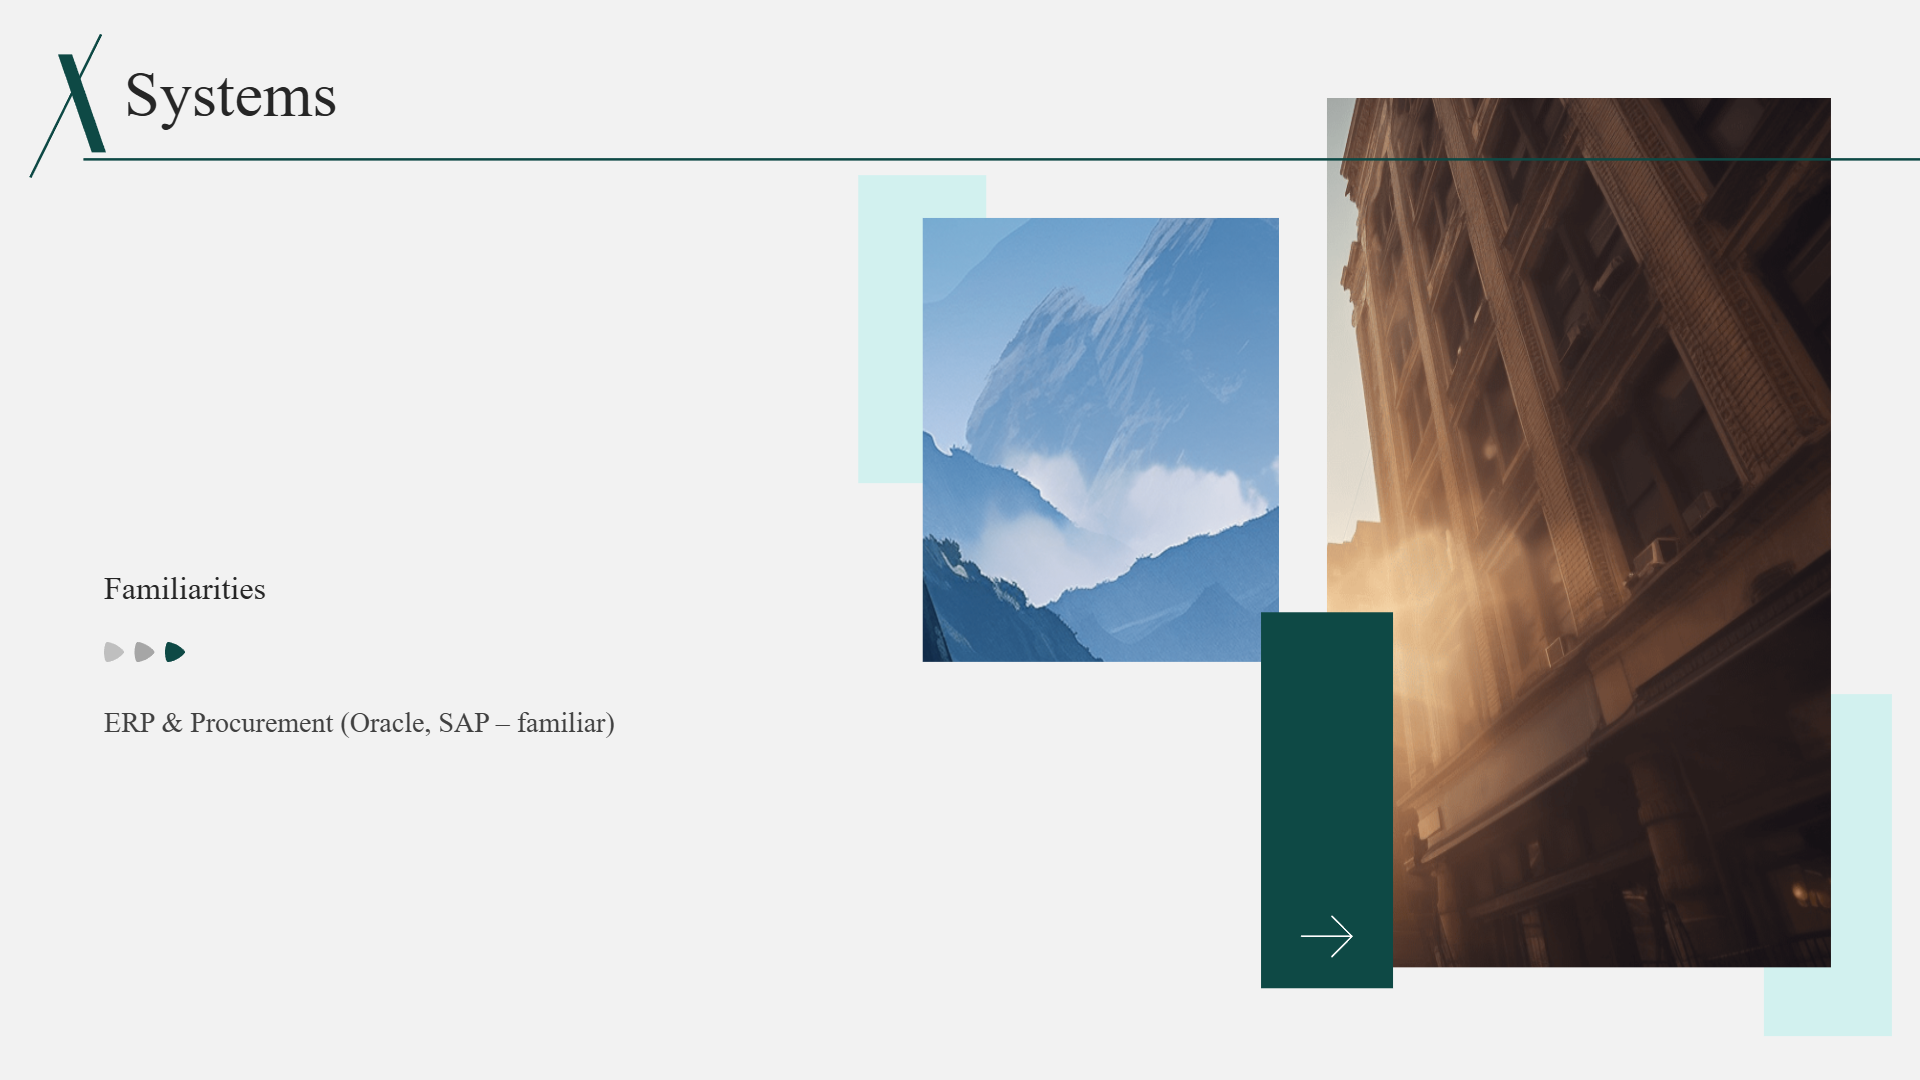 Systems
Familiarities
ERP & Procurement (Oracle, SAP – familiar)